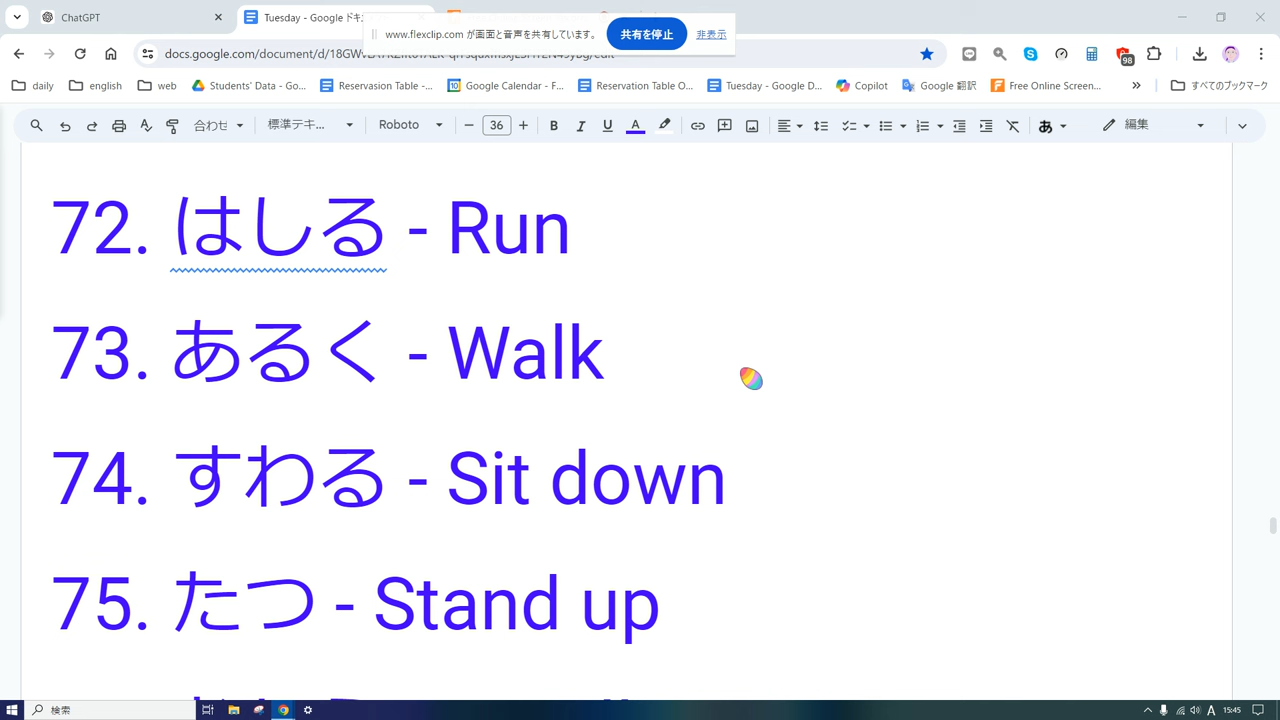 ChatGPT
Tuesday - Google ドキ
www.flexclip.com が画面と音声を共有しています。
共有を停止
非表示
98
daily
english
web
Students' Data - Go...
Reservasion Table -...
Google Calendar - F...
Reservation Table O...
Tuesday - Google D...
Copilot
Google 翻訳
Free Online Screen...
すべてのブックマーク
合わせ
標準テキ...
Roboto
36
編集
72. はしる - Run
73. あるく - Walk
74. すわる - Sit down
75. たつ - Stand up
検索
A
15:45